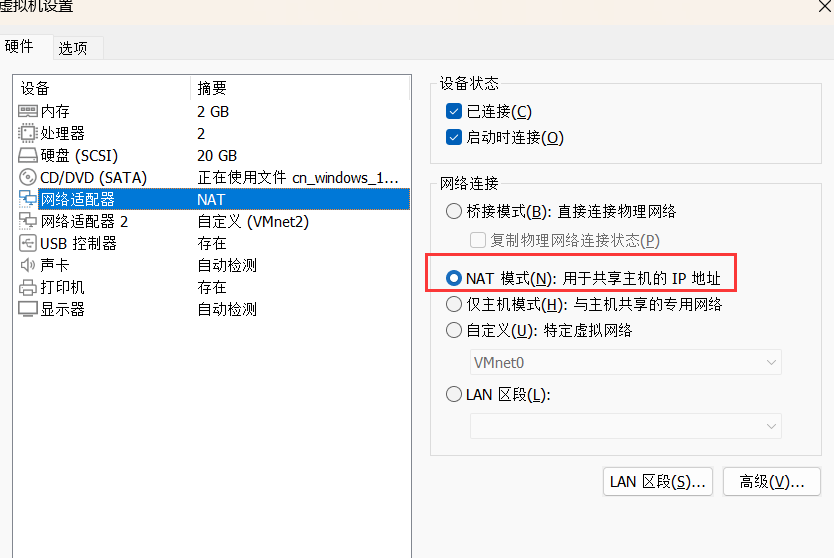 虚拟机设置
硬件 选项
设备 摘要
内存 2 GB
处理器 2
硬盘 (SCSI) 20 GB
CD/DVD (SATA) 正在使用文件 cn_windows_1...
网络适配器 NAT
网络适配器 2 自定义 (VMnet2)
USB 控制器 存在
声卡 自动检测
打印机 存在
显示器 自动检测
设备状态
已连接(C)
启动时连接(O)
网络连接
桥接模式(B): 直接连接物理网络
复制物理网络连接状态(P)
NAT 模式(N): 用于共享主机的 IP 地址
仅主机模式(H): 与主机共享的专用网络
自定义(U): 特定虚拟网络
VMnet0
LAN 区段(L):
LAN 区段(S)... 高级(V)...